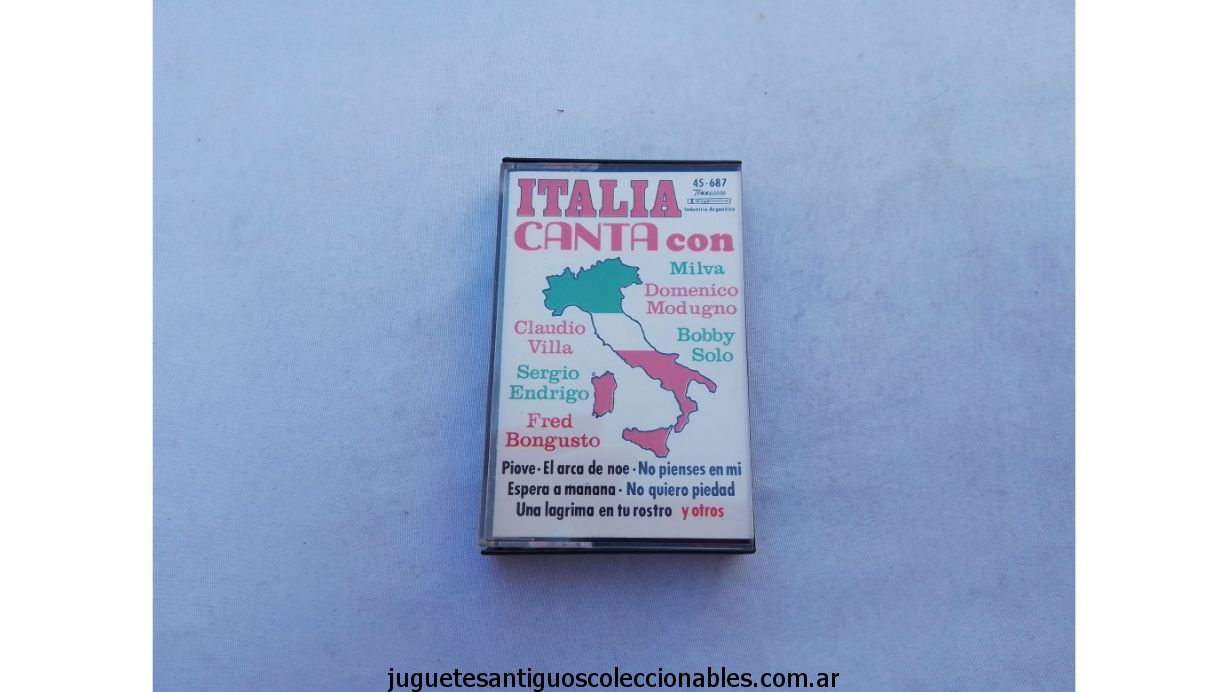 ITALIA
45-687
Industria Argentina
CANTA con
Milva
Domenico
Modugno
Claudio
Villa
Bobby
Solo
Sergio
Endrigo
Fred
Bongusto
Piove · El arca de noe · No pienses en mi
Espera a mañana · No quiero piedad
Una lagrima en tu rostro y otros
juguetesantiguoscoleccionables.com.ar